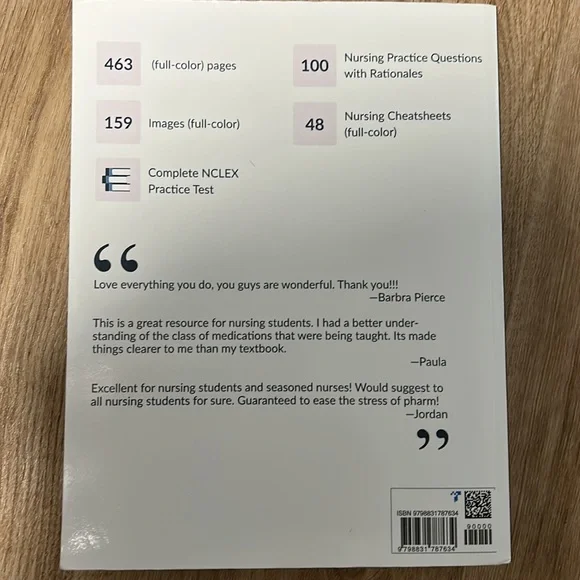 463 (full-color) pages
100 Nursing Practice Questions
with Rationales
159 Images (full-color)
48 Nursing Cheatsheets
(full-color)
Complete NCLEX
Practice Test
“
Love everything you do, you guys are wonderful. Thank you!!!
—Barbra Pierce
This is a great resource for nursing students. I had a better under-
standing of the class of medications that were being taught. Its made
things clearer to me than my textbook.
—Paula
Excellent for nursing students and seasoned nurses! Would suggest to
all nursing students for sure. Guaranteed to ease the stress of pharm!
—Jordan
”
ISBN 9798831787634
90000
9 798831 787634